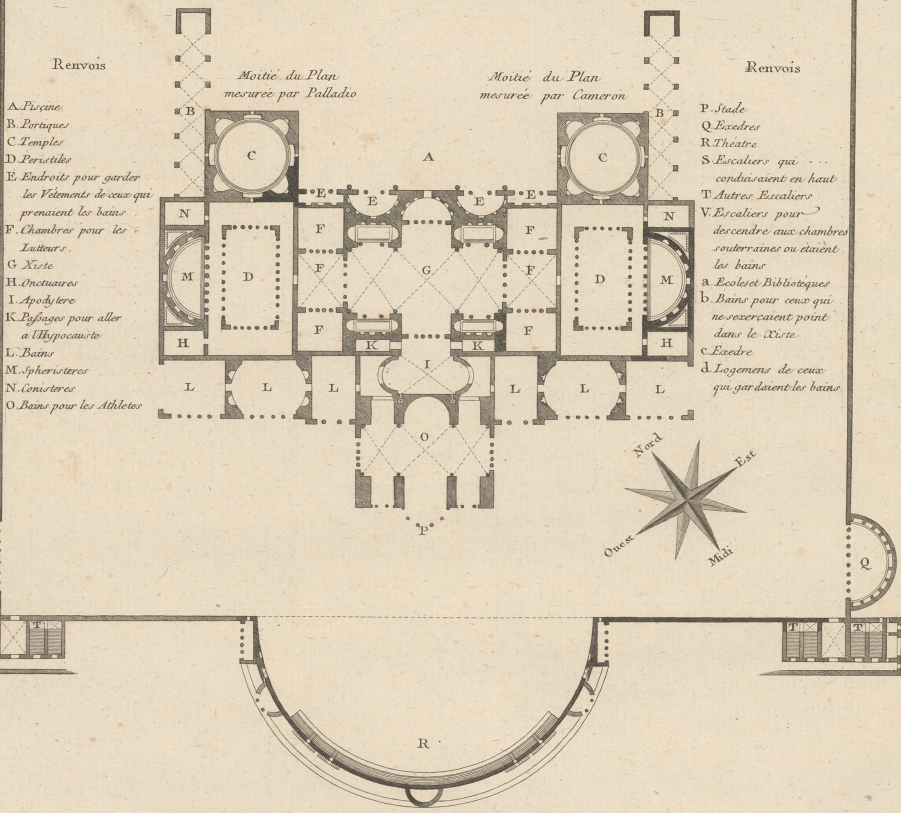 Renvois
A. Piscine
B. Portiques
C. Temples
D. Peristiles
E. Endroits pour garder
les Vetemens de ceux qui
prenaient les bains
F. Chambres pour les
Lutteurs.
G Xiste
H. Onctuaires
I. Apodytere
K. Passages pour aller
a l'Hypocauste
L. Bains
M. Spheristeres
N. Conisteres
O. Bains pour les Athletes
Moitié du Plan
mesurée par Palladio
Moitié du Plan
mesurée par Cameron
Renvois
P. Stade
Q. Exedres
R. Theatre
S. Escaliers qui
conduisaient en haut
T. Autres Escaliers
V. Escaliers pour
descendre aux chambres
souterraines ou etaient
les bains
a. Ecoles et Biblioteques
b. Bains pour ceux qui
ne s'exerçaient point
dans le Xiste
c. Exedre
d. Logemens de ceux
qui gardaient les bains.
B B
C A C
E E E E
N F F N
M D F G F D M
F F
H K K H
I
L L L L L L
O
P
Nord
Est
Ouest
Midi
Q
T T T
R